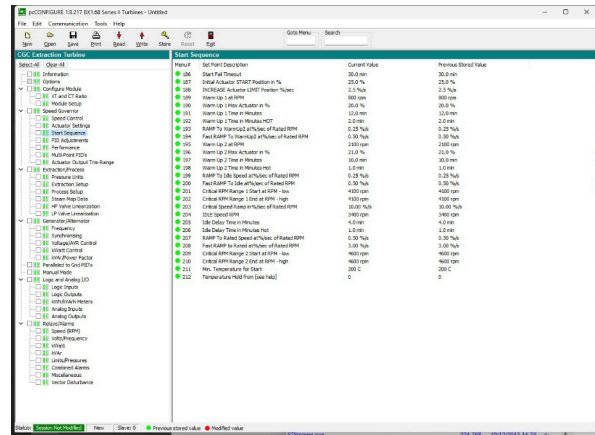 pcCONFIGURE 1.8.217 BX1.68 Series II Turbines - Untitled
File Edit Communication Tools Help
New Open Save Print Read Write Store Reset Exit
Goto Menu Search
CGC Extraction Turbine
Select-All Clear-All
Information
Options
Configure Module
VT and CT Ratio
Module Setup
Speed Governor
Speed Control
Actuator Settings
Start Sequence
PID Adjustments
Performance
Multi-Point PID's
Actuator Output Trim Range
Extraction/Process
Pressure Units
Extraction Setup
Process Setup
Steam Map Data
HP Valve Linearization
LP Valve Linearization
Generator/Alternator
Frequency
Synchronising
Voltage/AVR Control
kWatt Control
kVAr/Power Factor
Paralleled to Grid PID's
Manual Mode
Logic and Analog I/O
Logic Inputs
Logic Outputs
kWh/kVArh Meters
Analog Inputs
Analog Outputs
Relays/Alarms
Speed (RPM)
Volts/Frequency
kWatt
kVAr
Limits/Pressures
Combined Alarms
Miscellaneous
Vector Disturbance
Start Sequence
Menu# Set Point Description Current Value Previous Stored Value
186 Start Fail Timeout 30.0 min 30.0 min
187 Initial Actuator START Position in % 25.0 % 25.0 %
188 INCREASE Actuator LIMIT Position %/sec 2.5 %/s 2.5 %/s
189 Warm Up 1 at RPM 800 rpm 800 rpm
190 Warm Up 1 Max Actuator in % 20.0 % 20.0 %
191 Warm Up 1 Time in Minutes 12.0 min 12.0 min
192 Warm Up 1 Time in Minutes HOT 2.0 min 2.0 min
193 RAMP To WarmUp2 at%/sec of Rated RPM 0.25 %/s 0.25 %/s
194 Fast RAMP To WarmUp2 at%/sec of Rated RPM 0.50 %/s 0.50 %/s
195 Warm Up 2 at RPM 2100 rpm 2100 rpm
196 Warm Up 2 Max Actuator in % 21.0 % 21.0 %
197 Warm Up 2 Time in Minutes 10.0 min 10.0 min
198 Warm Up 2 Time in Minutes Hot 1.0 min 1.0 min
199 RAMP To Idle Speed at%/sec of Rated RPM 0.25 %/s 0.25 %/s
200 Fast RAMP To Idle at%/sec of Rated RPM 0.50 %/s 0.50 %/s
201 Critical RPM Range 1 Start at RPM - low 4100 rpm 4100 rpm
202 Critical RPM Range 1 End at RPM - high 4100 rpm 4100 rpm
203 Critical Speed Ramp in %/sec of Rated RPM 10.00 %/s 10.00 %/s
204 IDLE Speed RPM 3400 rpm 3400 rpm
205 Idle Delay Time in Minutes 4.0 min 4.0 min
206 Idle Delay Time in Minutes Hot 1.0 min 1.0 min
207 RAMP To Rated Speed at%/sec of Rated RPM 0.50 %/s 0.50 %/s
208 Fast RAMP to Rated at%/sec of Rated RPM 3.00 %/s 3.00 %/s
209 Critical RPM Range 2 Start at RPM - low 4600 rpm 4600 rpm
210 Critical RPM Range 2 End at RPM - high 4600 rpm 4600 rpm
211 Min. Temperature for Start 200 C 200 C
212 Temperature Hold from [see help] 0 0
Status: Session Not Modified New Slave: 0 Previous stored value Modified value